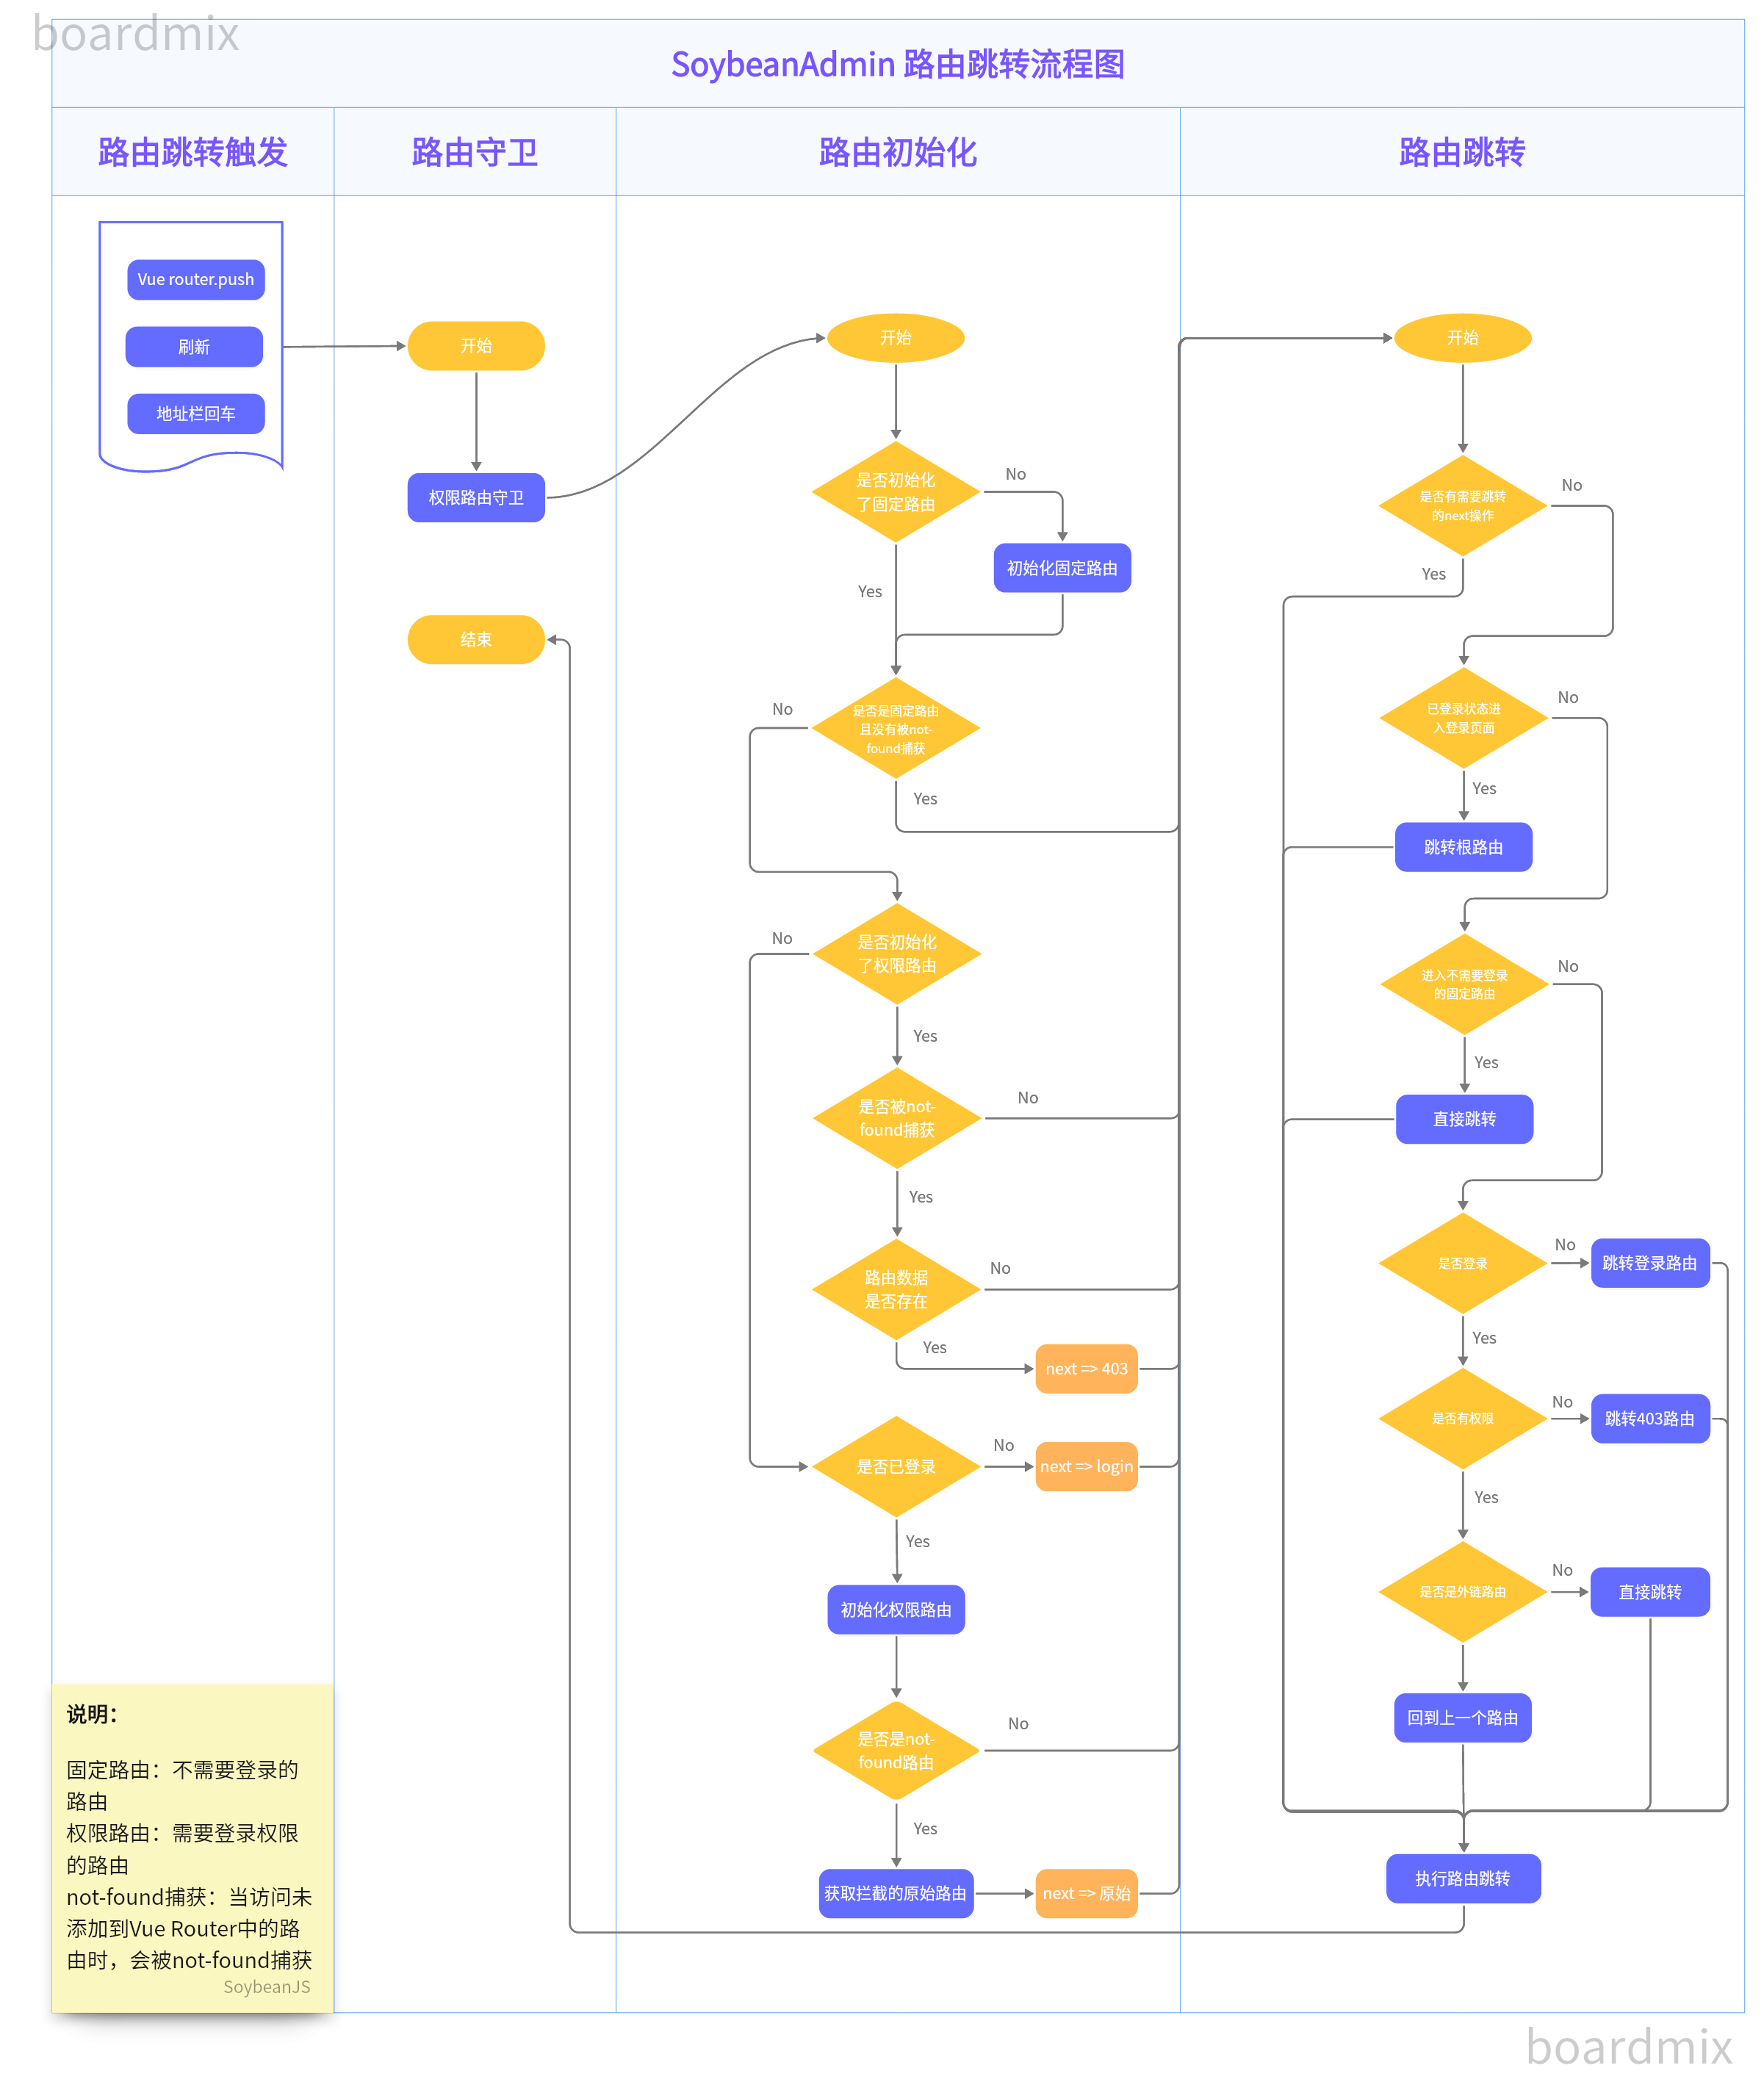 boardmix
SoybeanAdmin 路由跳转流程图
路由跳转触发
路由守卫
路由初始化
路由跳转
Vue router.push
刷新
地址栏回车
开始
权限路由守卫
结束
开始
是否初始化
了固定路由
No
初始化固定路由
Yes
是否是固定路由
且没有被not-
found捕获
No
Yes
是否初始化
了权限路由
No
Yes
是否被not-
found捕获
No
Yes
路由数据
是否存在
No
Yes
next => 403
是否已登录
No
next => login
Yes
初始化权限路由
是否是not-
found路由
No
Yes
获取拦截的原始路由
next => 原始
开始
是否有需要跳转
的next操作
No
Yes
已登录状态进
入登录页面
No
Yes
跳转根路由
进入不需要登录
的固定路由
No
Yes
直接跳转
是否登录
No
跳转登录路由
Yes
是否有权限
No
跳转403路由
Yes
是否是外链路由
No
直接跳转
回到上一个路由
执行路由跳转
说明：
固定路由：不需要登录的
路由
权限路由：需要登录权限
的路由
not-found捕获：当访问未
添加到Vue Router中的路
由时，会被not-found捕获
SoybeanJS
boardmix